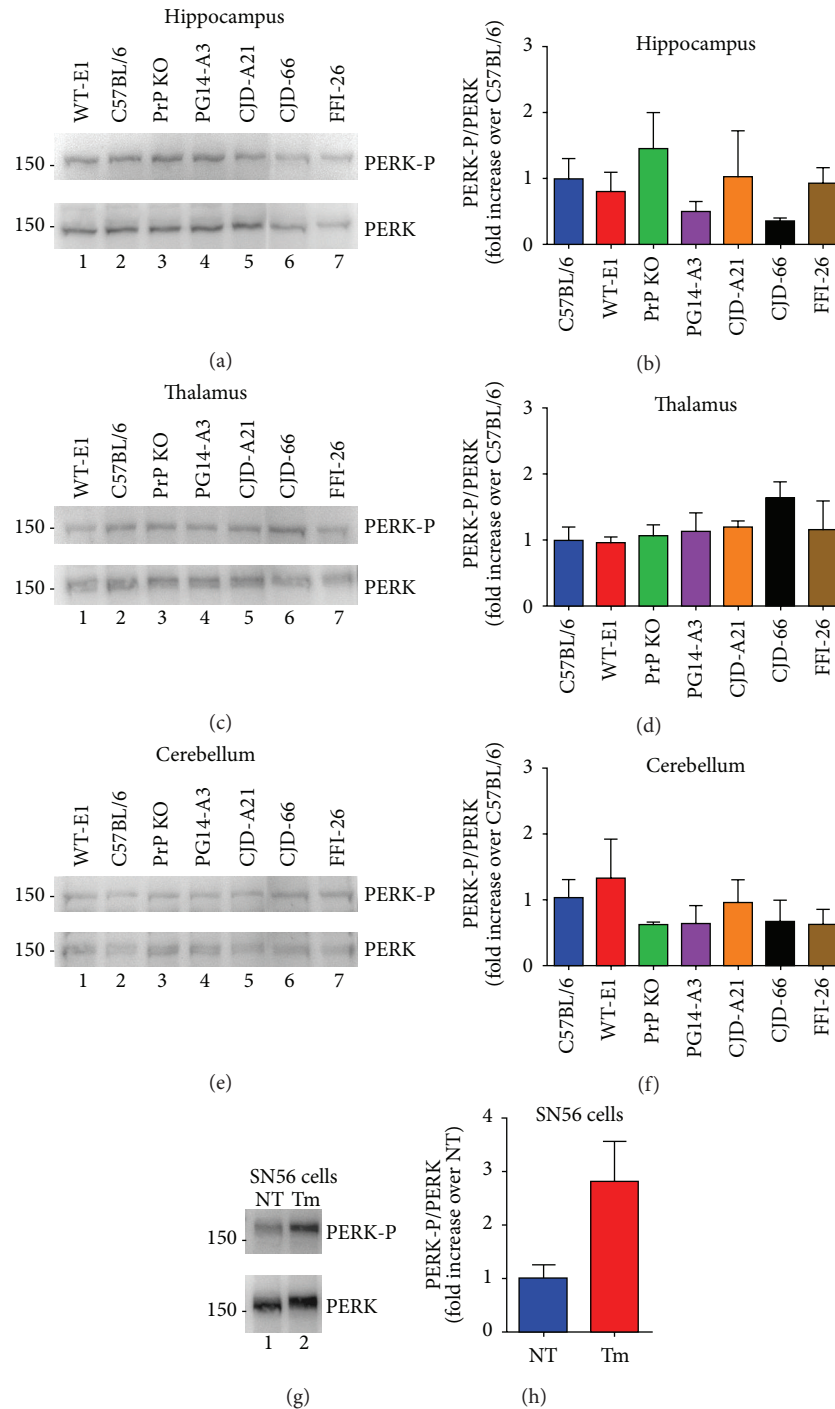 Hippocampus
WT-E1
C57BL/6
PrP KO
PG14-A3
CJD-A21
CJD-66
FFI-26
150
PERK-P
150
PERK
1 2 3 4 5 6 7
(a)
Hippocampus
PERK-P/PERK
(fold increase over C57BL/6)
3
2
1
0
C57BL/6
WT-E1
PrP KO
PG14-A3
CJD-A21
CJD-66
FFI-26
(b)
Thalamus
WT-E1
C57BL/6
PrP KO
PG14-A3
CJD-A21
CJD-66
FFI-26
150
PERK-P
150
PERK
1 2 3 4 5 6 7
(c)
Thalamus
PERK-P/PERK
(fold increase over C57BL/6)
3
2
1
0
C57BL/6
WT-E1
PrP KO
PG14-A3
CJD-A21
CJD-66
FFI-26
(d)
Cerebellum
WT-E1
C57BL/6
PrP KO
PG14-A3
CJD-A21
CJD-66
FFI-26
150
PERK-P
150
PERK
1 2 3 4 5 6 7
(e)
Cerebellum
PERK-P/PERK
(fold increase over C57BL/6)
3
2
1
0
C57BL/6
WT-E1
PrP KO
PG14-A3
CJD-A21
CJD-66
FFI-26
(f)
SN56 cells
NT Tm
150
PERK-P
150
PERK
1 2
(g)
SN56 cells
PERK-P/PERK
(fold increase over NT)
4
3
2
1
0
NT
Tm
(h)